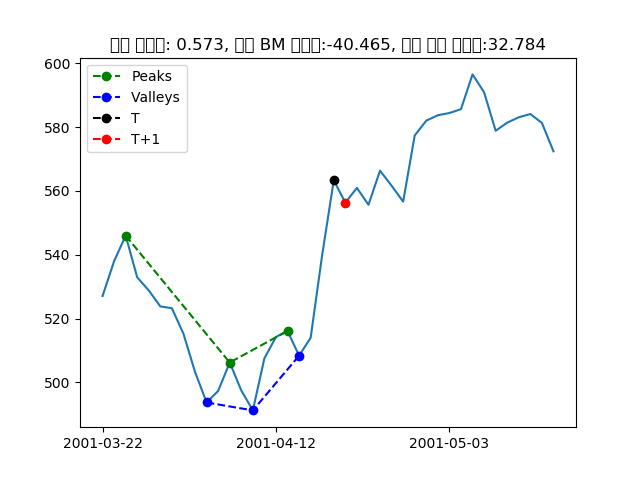 : 0.573, BM :-40.465, :32.784
600
580
560
540
520
500
Peaks
Valleys
T
T+1
2001-03-22
2001-04-12
2001-05-03